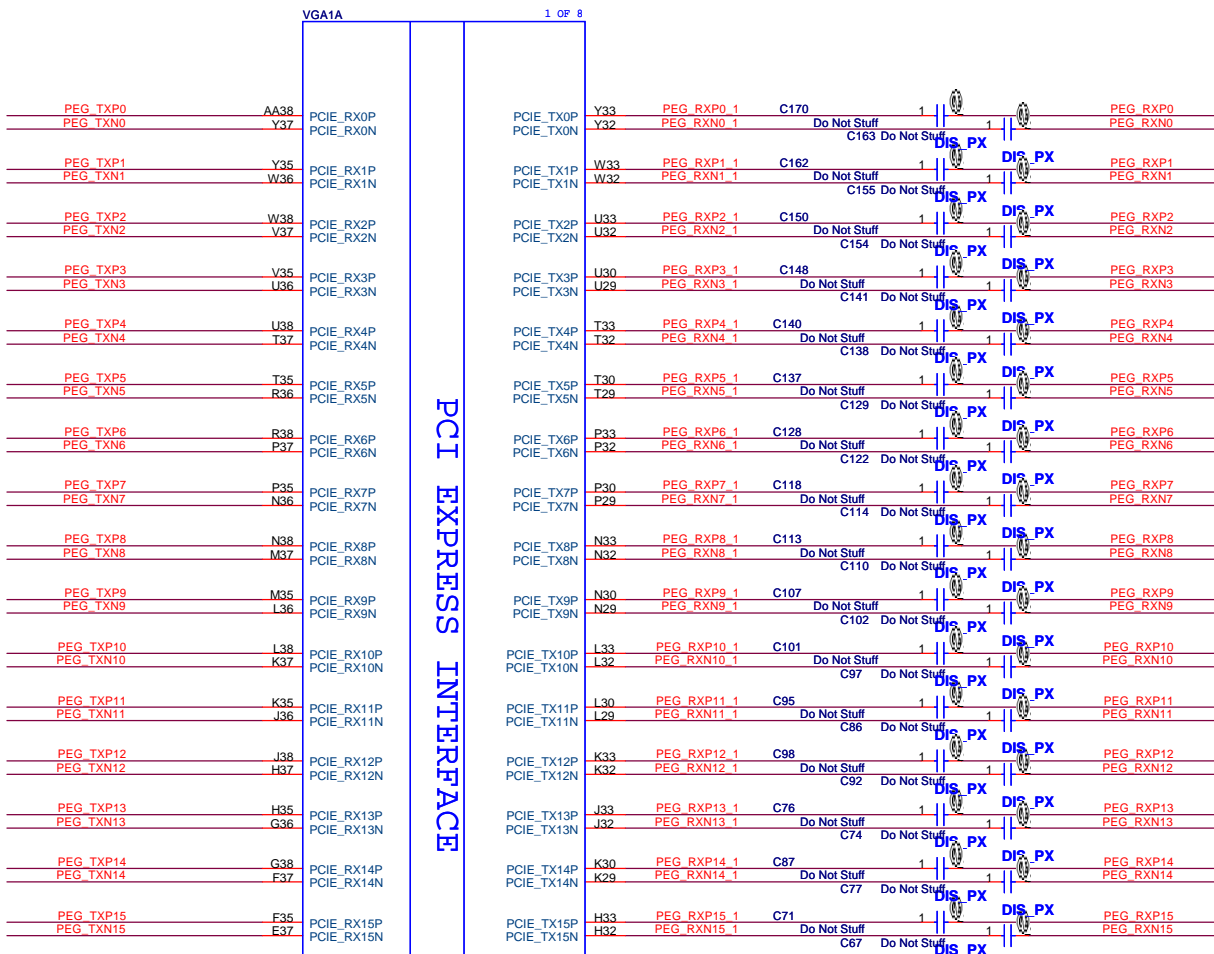 VGA1A 1 OF 8
PCI EXPRESS INTERFACE
PEG_TXP0 AA38 PCIE_RX0P PCIE_TX0P Y33 PEG_RXP0_1 C170 1 PEG_RXP0
PEG_TXN0 Y37 PCIE_RX0N PCIE_TX0N Y32 PEG_RXN0_1 Do Not Stuff 1 PEG_RXN0
C163 Do Not Stuff
DIS_PX
DIS_PX
PEG_TXP1 Y35 PCIE_RX1P PCIE_TX1P W33 PEG_RXP1_1 C162 1 PEG_RXP1
PEG_TXN1 W36 PCIE_RX1N PCIE_TX1N W32 PEG_RXN1_1 Do Not Stuff 1 PEG_RXN1
C155 Do Not Stuff
DIS_PX
DIS_PX
PEG_TXP2 W38 PCIE_RX2P PCIE_TX2P U33 PEG_RXP2_1 C150 1 PEG_RXP2
PEG_TXN2 V37 PCIE_RX2N PCIE_TX2N U32 PEG_RXN2_1 Do Not Stuff 1 PEG_RXN2
C154 Do Not Stuff
DIS_PX
DIS_PX
PEG_TXP3 V35 PCIE_RX3P PCIE_TX3P U30 PEG_RXP3_1 C148 1 PEG_RXP3
PEG_TXN3 U36 PCIE_RX3N PCIE_TX3N U29 PEG_RXN3_1 Do Not Stuff 1 PEG_RXN3
C141 Do Not Stuff
DIS_PX
DIS_PX
PEG_TXP4 U38 PCIE_RX4P PCIE_TX4P T33 PEG_RXP4_1 C140 1 PEG_RXP4
PEG_TXN4 T37 PCIE_RX4N PCIE_TX4N T32 PEG_RXN4_1 Do Not Stuff 1 PEG_RXN4
C138 Do Not Stuff
DIS_PX
DIS_PX
PEG_TXP5 T35 PCIE_RX5P PCIE_TX5P T30 PEG_RXP5_1 C137 1 PEG_RXP5
PEG_TXN5 R36 PCIE_RX5N PCIE_TX5N T29 PEG_RXN5_1 Do Not Stuff 1 PEG_RXN5
C129 Do Not Stuff
DIS_PX
DIS_PX
PEG_TXP6 R38 PCIE_RX6P PCIE_TX6P P33 PEG_RXP6_1 C128 1 PEG_RXP6
PEG_TXN6 P37 PCIE_RX6N PCIE_TX6N P32 PEG_RXN6_1 Do Not Stuff 1 PEG_RXN6
C122 Do Not Stuff
DIS_PX
DIS_PX
PEG_TXP7 P35 PCIE_RX7P PCIE_TX7P P30 PEG_RXP7_1 C118 1 PEG_RXP7
PEG_TXN7 N36 PCIE_RX7N PCIE_TX7N P29 PEG_RXN7_1 Do Not Stuff 1 PEG_RXN7
C114 Do Not Stuff
DIS_PX
DIS_PX
PEG_TXP8 N38 PCIE_RX8P PCIE_TX8P N33 PEG_RXP8_1 C113 1 PEG_RXP8
PEG_TXN8 M37 PCIE_RX8N PCIE_TX8N N32 PEG_RXN8_1 Do Not Stuff 1 PEG_RXN8
C110 Do Not Stuff
DIS_PX
DIS_PX
PEG_TXP9 M35 PCIE_RX9P PCIE_TX9P N30 PEG_RXP9_1 C107 1 PEG_RXP9
PEG_TXN9 L36 PCIE_RX9N PCIE_TX9N N29 PEG_RXN9_1 Do Not Stuff 1 PEG_RXN9
C102 Do Not Stuff
DIS_PX
DIS_PX
PEG_TXP10 L38 PCIE_RX10P PCIE_TX10P L33 PEG_RXP10_1 C101 1 PEG_RXP10
PEG_TXN10 K37 PCIE_RX10N PCIE_TX10N L32 PEG_RXN10_1 Do Not Stuff 1 PEG_RXN10
C97 Do Not Stuff
DIS_PX
DIS_PX
PEG_TXP11 K35 PCIE_RX11P PCIE_TX11P L30 PEG_RXP11_1 C95 1 PEG_RXP11
PEG_TXN11 J36 PCIE_RX11N PCIE_TX11N L29 PEG_RXN11_1 Do Not Stuff 1 PEG_RXN11
C86 Do Not Stuff
DIS_PX
DIS_PX
PEG_TXP12 J38 PCIE_RX12P PCIE_TX12P K33 PEG_RXP12_1 C98 1 PEG_RXP12
PEG_TXN12 H37 PCIE_RX12N PCIE_TX12N K32 PEG_RXN12_1 Do Not Stuff 1 PEG_RXN12
C92 Do Not Stuff
DIS_PX
DIS_PX
PEG_TXP13 H35 PCIE_RX13P PCIE_TX13P J33 PEG_RXP13_1 C76 1 PEG_RXP13
PEG_TXN13 G36 PCIE_RX13N PCIE_TX13N J32 PEG_RXN13_1 Do Not Stuff 1 PEG_RXN13
C74 Do Not Stuff
DIS_PX
DIS_PX
PEG_TXP14 G38 PCIE_RX14P PCIE_TX14P K30 PEG_RXP14_1 C87 1 PEG_RXP14
PEG_TXN14 F37 PCIE_RX14N PCIE_TX14N K29 PEG_RXN14_1 Do Not Stuff 1 PEG_RXN14
C77 Do Not Stuff
DIS_PX
DIS_PX
PEG_TXP15 F35 PCIE_RX15P PCIE_TX15P H33 PEG_RXP15_1 C71 1 PEG_RXP15
PEG_TXN15 E37 PCIE_RX15N PCIE_TX15N H32 PEG_RXN15_1 Do Not Stuff 1 PEG_RXN15
C67 Do Not Stuff
DIS_PX